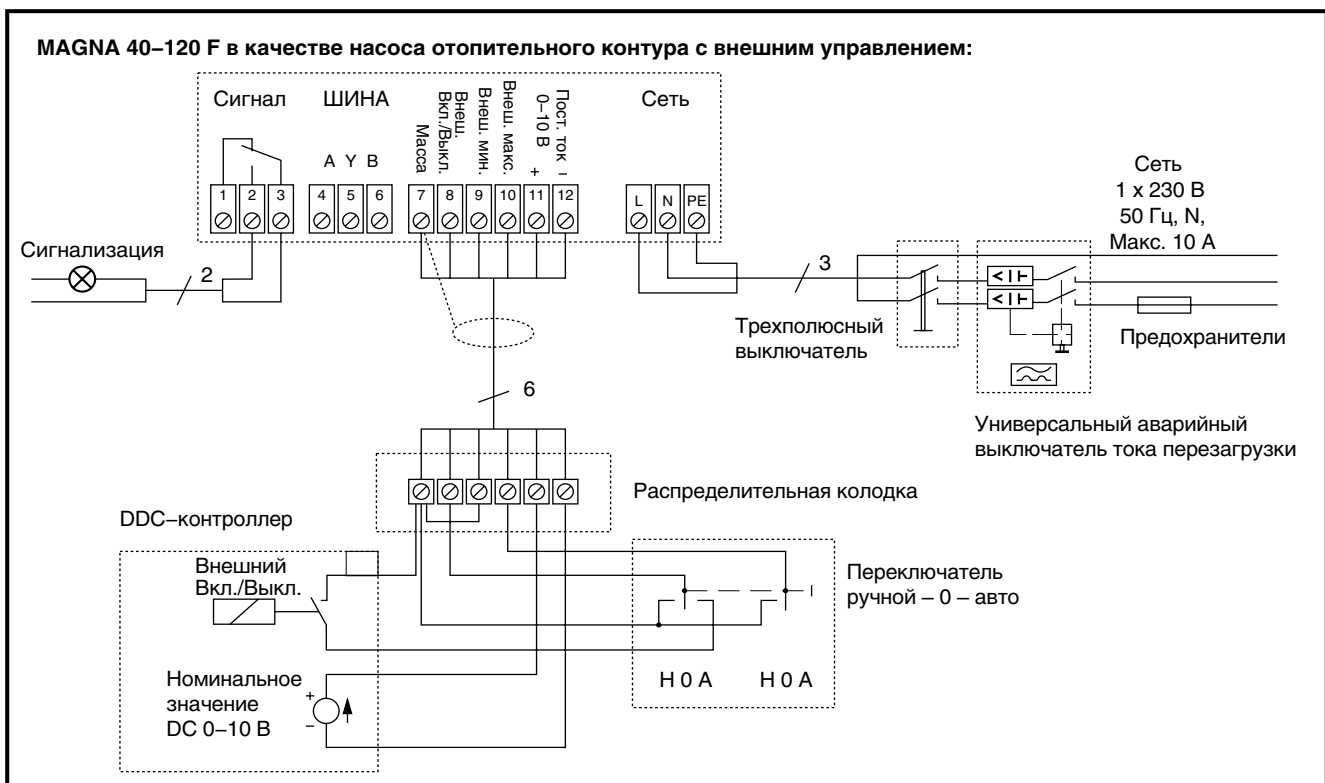 MAGNA 40–120 F в качестве насоса отопительного контура с внешним управлением:
Сигнал
ШИНА
Масса
Внеш.
Вкл./Выкл.
Внеш. мин.
Внеш. макс.
0–10 В
+
Пост. ток
–
Сеть
A Y B
1
2
3
4
5
6
7
8
9
10
11
12
L
N
PE
Сеть
1 x 230 В
50 Гц, N,
Макс. 10 А
Сигнализация
2
3
Трехполюсный
выключатель
Предохранители
6
Универсальный аварийный
выключатель тока перезагрузки
Распределительная колодка
DDC–контроллер
Внешний
Вкл./Выкл.
Переключатель
ручной – 0 – авто
Номинальное
значение
DC 0–10 В
+
–
Н 0 А
Н 0 А